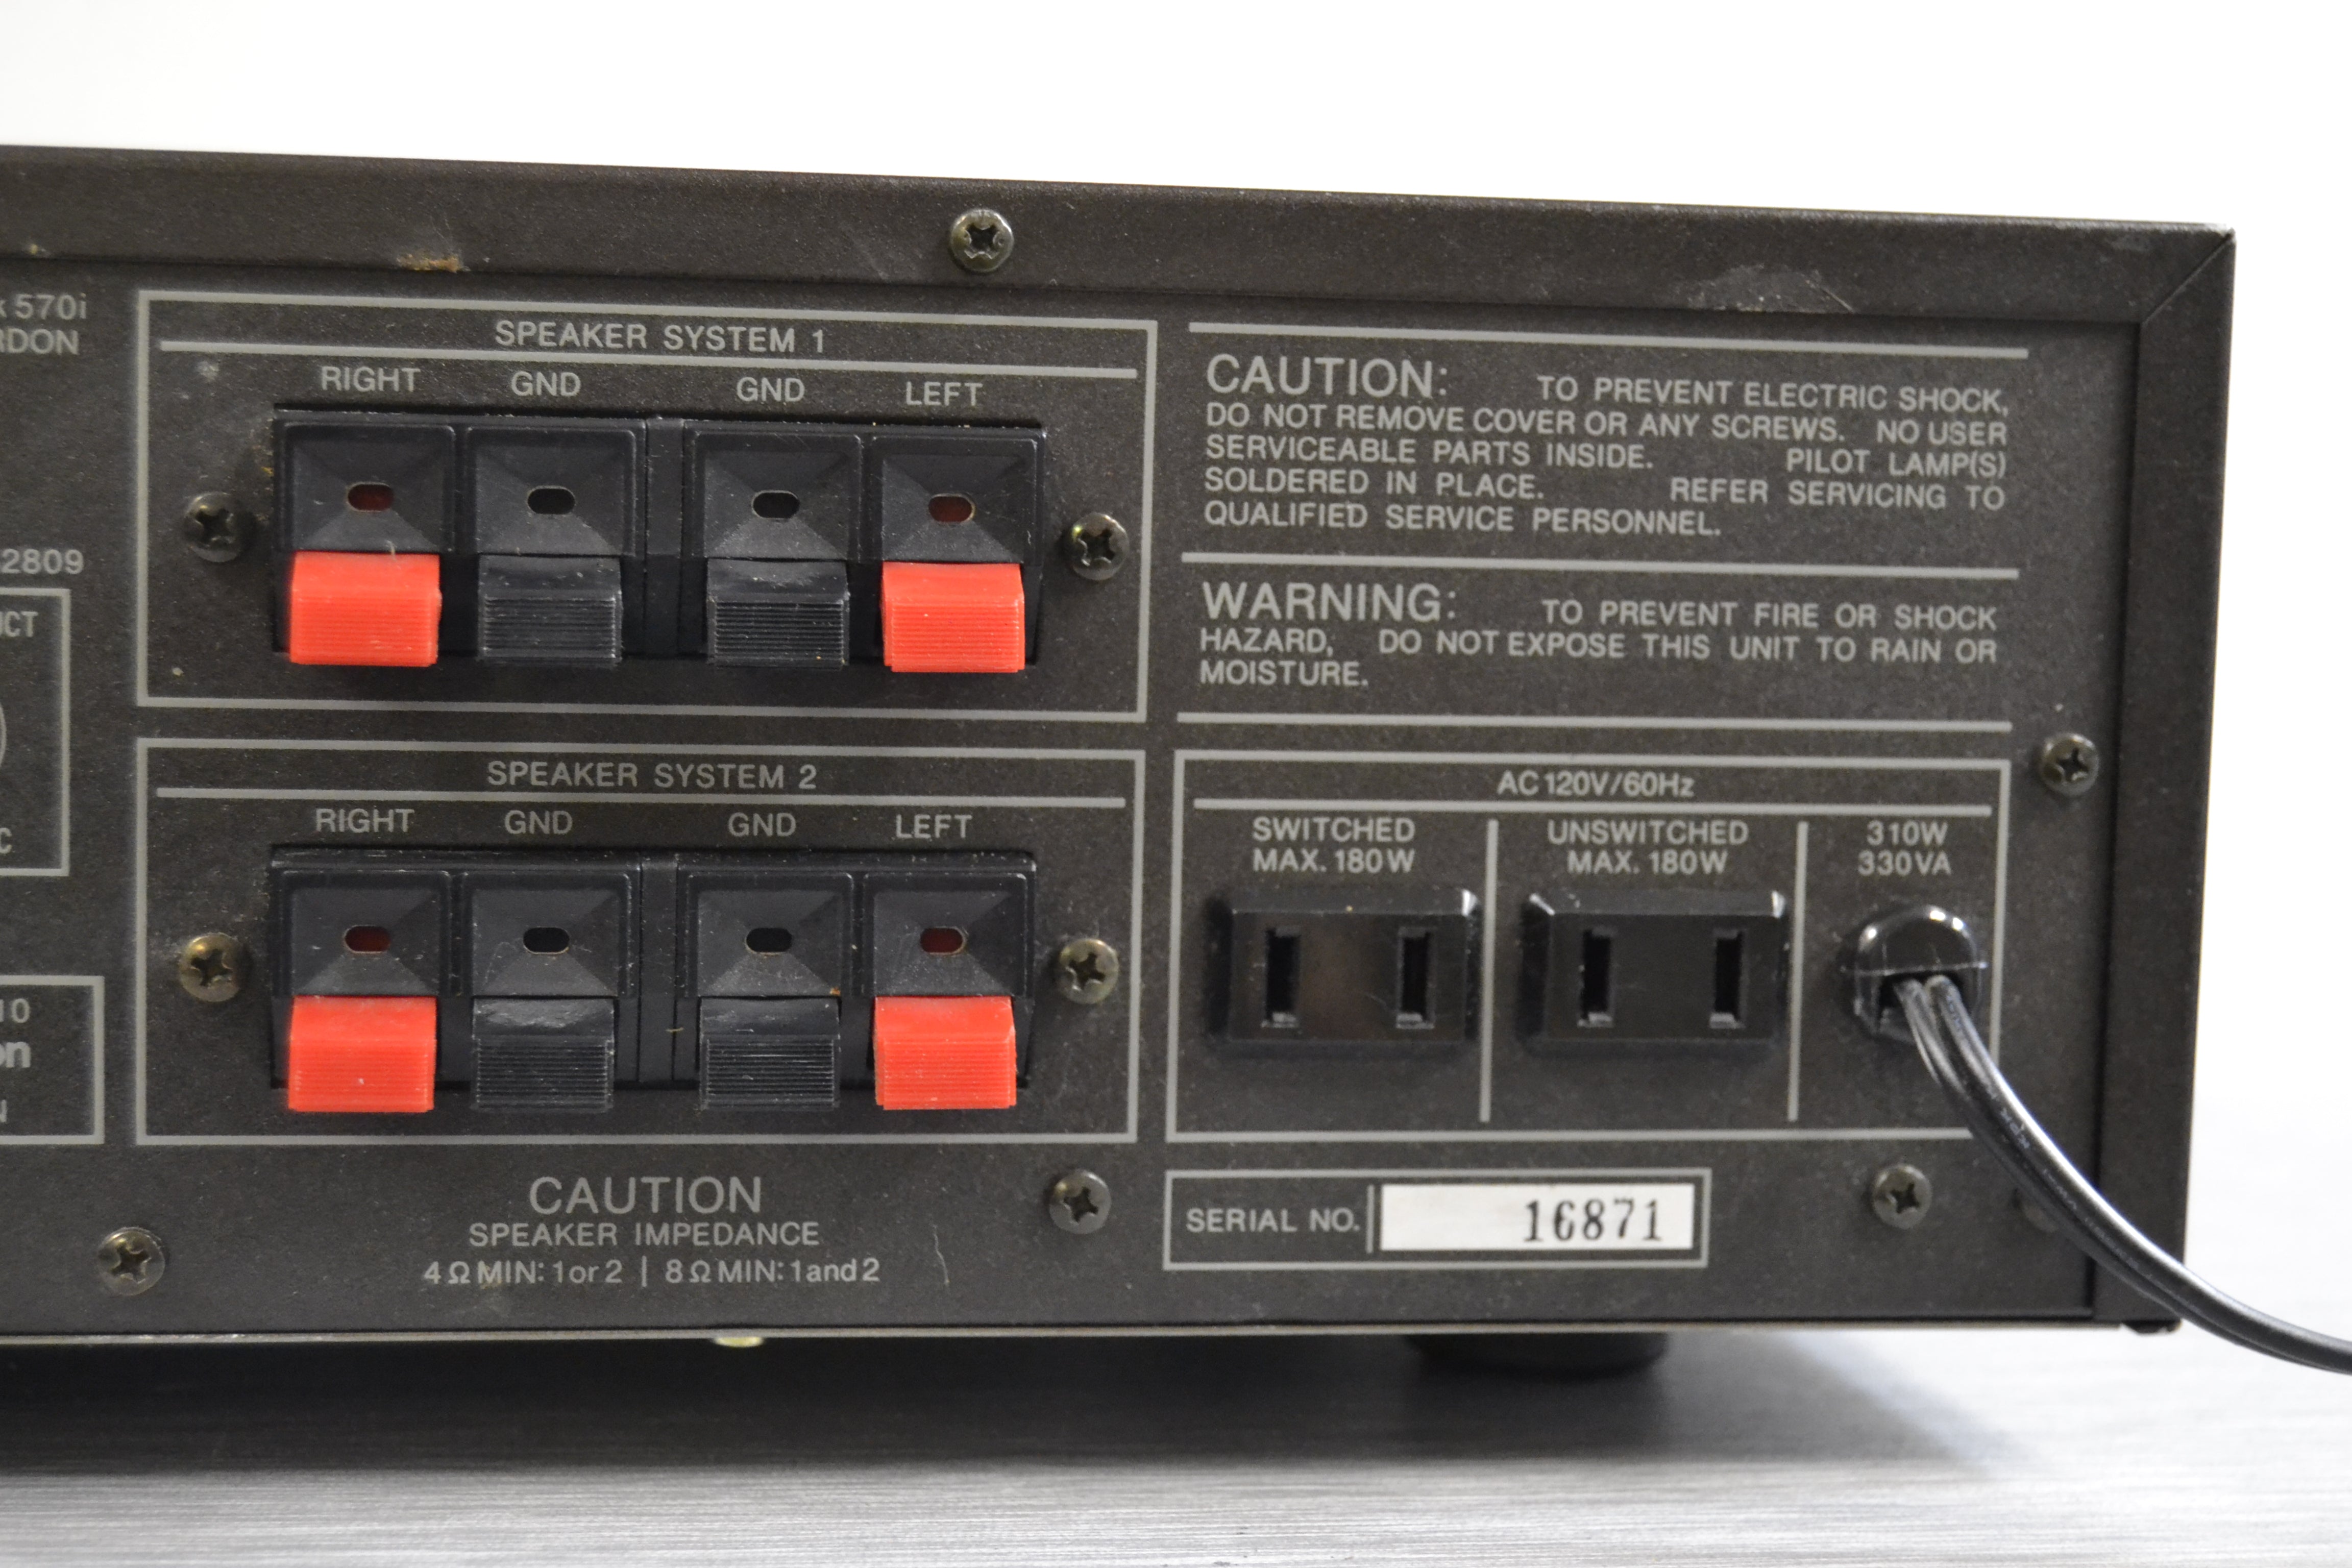 570i
SPEAKER SYSTEM 1
RIGHT GND GND LEFT
CAUTION: TO PREVENT ELECTRIC SHOCK,
DO NOT REMOVE COVER OR ANY SCREWS. NO USER
SERVICEABLE PARTS INSIDE. PILOT LAMP(S)
SOLDERED IN PLACE. REFER SERVICING TO
QUALIFIED SERVICE PERSONNEL.
WARNING: TO PREVENT FIRE OR SHOCK
HAZARD, DO NOT EXPOSE THIS UNIT TO RAIN OR
MOISTURE.
2809
SPEAKER SYSTEM 2
RIGHT GND GND LEFT
AC 120V/60Hz
SWITCHED
MAX. 180W
UNSWITCHED
MAX. 180W
310W
330VA
CAUTION
SPEAKER IMPEDANCE
4Ω MIN: 1 or 2 | 8Ω MIN: 1 and 2
SERIAL NO. 16871